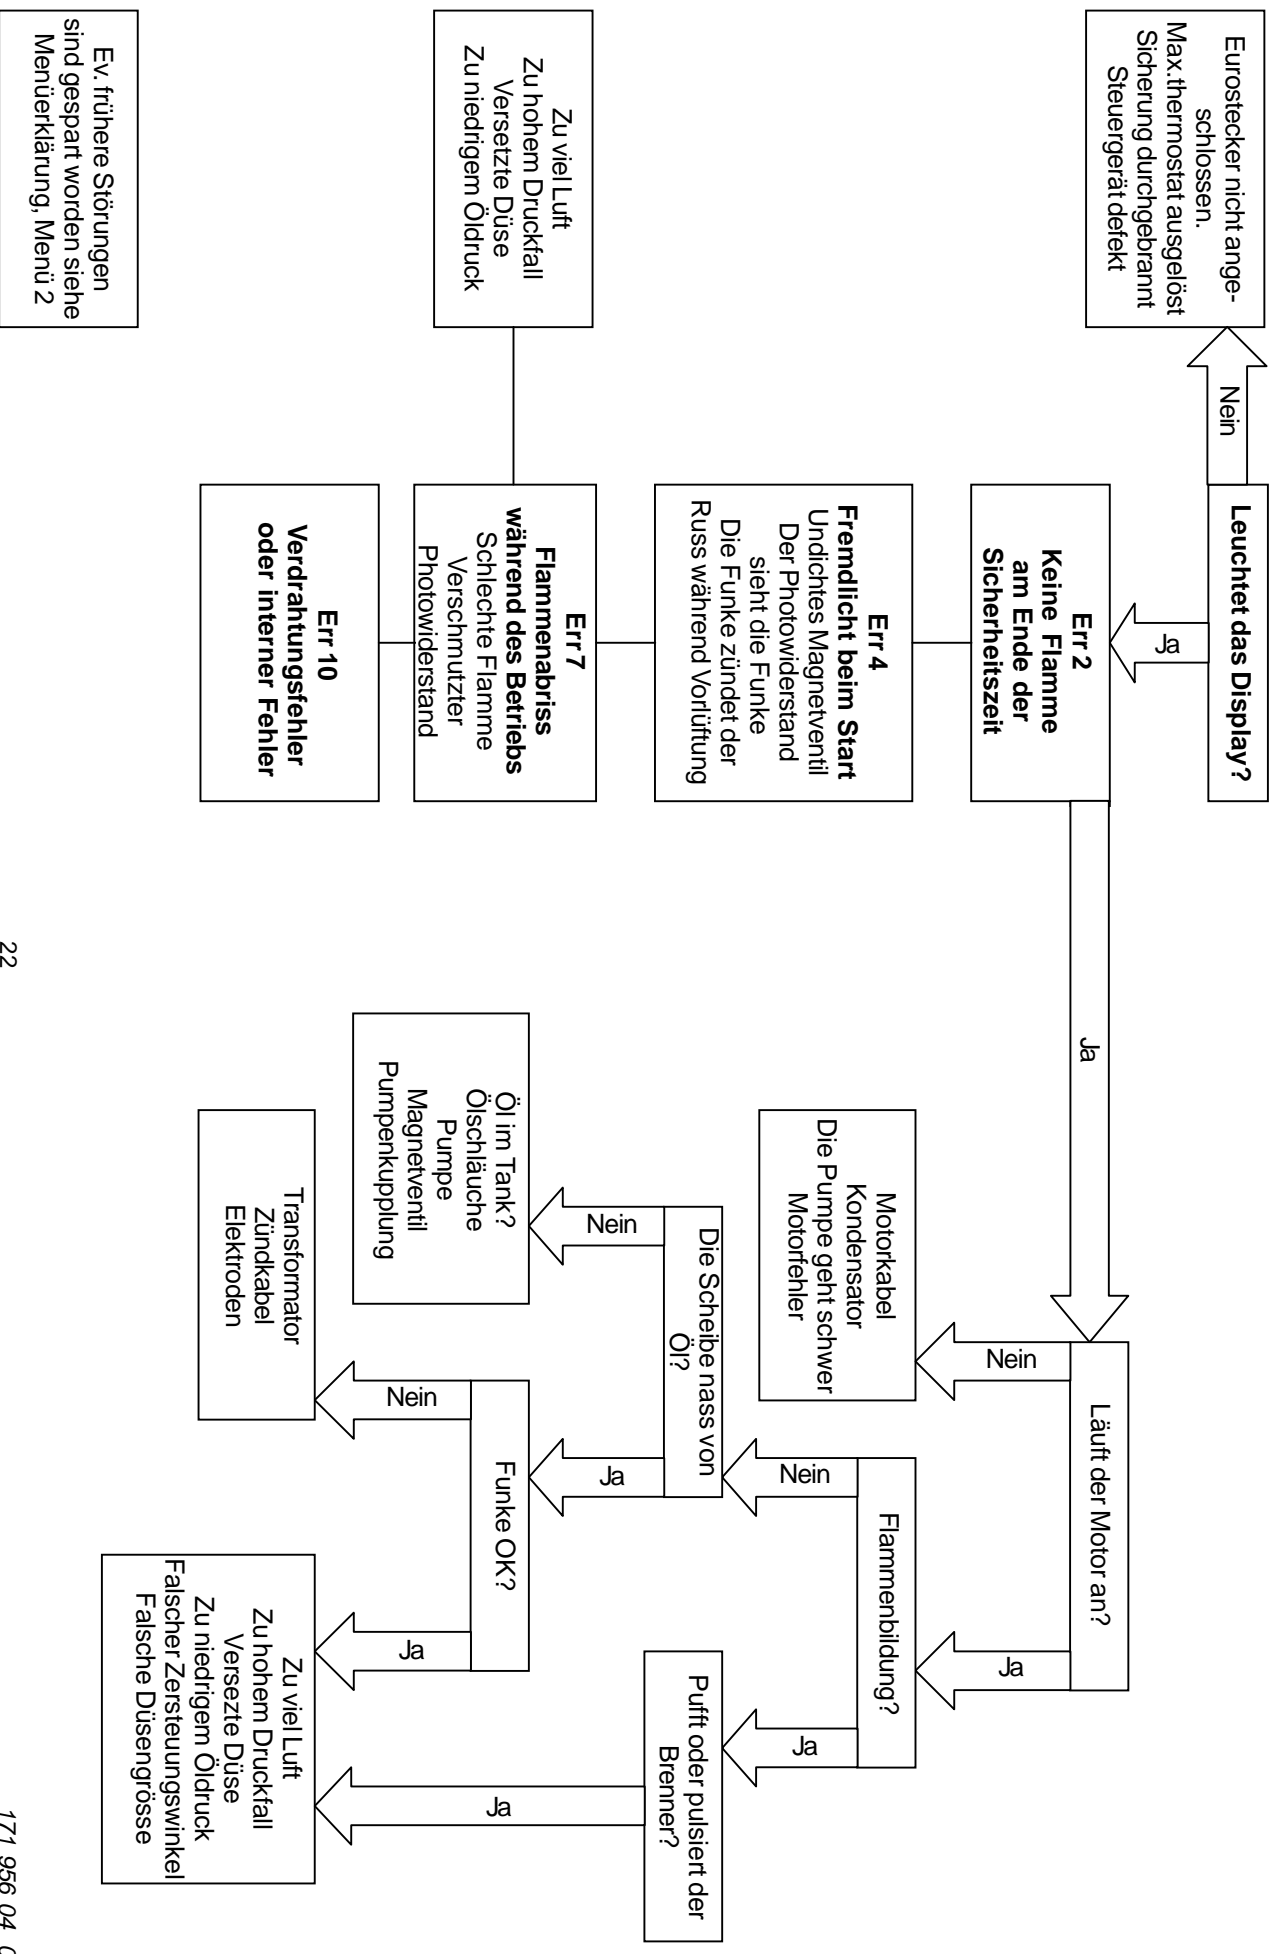 Leuchtet das Display?
Nein
Eurostecker nicht ange-
schlossen.
Max.thermostat ausgelöst
Sicherung durchgebrannt
Steuergerät defekt
Ja
Err 2
Keine Flamme
am Ende der
Sicherheitszeit
Ja
Err 4
Fremdlicht beim Start
Undichtes Magnetventil
Der Photowiderstand
sieht die Funke
Die Funke zündet der
Russ während Vorlüftung
Err 7
Flammenabriss
während des Betriebs
Schlechte Flamme
Verschmutzter
Photowiderstand
Zu viel Luft
Zu hohem Druckfall
Versetzte Düse
Zu niedrigem Öldruck
Err 10
Verdrahtungsfehler
oder interner Fehler
Ev. frühere Störungen
sind gespart worden siehe
Menüerklärung, Menü 2
Läuft der Motor an?
Nein
Motorkabel
Kondensator
Die Pumpe geht schwer
Motorfehler
Ja
Flammenbildung?
Nein
Ja
Die Scheibe nass von
Öl?
Nein
Öl im Tank?
Ölschläuche
Pumpe
Magnetventil
Pumpenkupplung
Ja
Funke OK?
Nein
Transformator
Zündkabel
Elektroden
Ja
Pufft oder pulsiert der
Brenner?
Ja
Zu viel Luft
Zu hohem Druckfall
Versezte Düse
Zu niedrigem Öldruck
Falscher Zersteuungswinkel
Falsche Düsengrösse
22
171 956 04